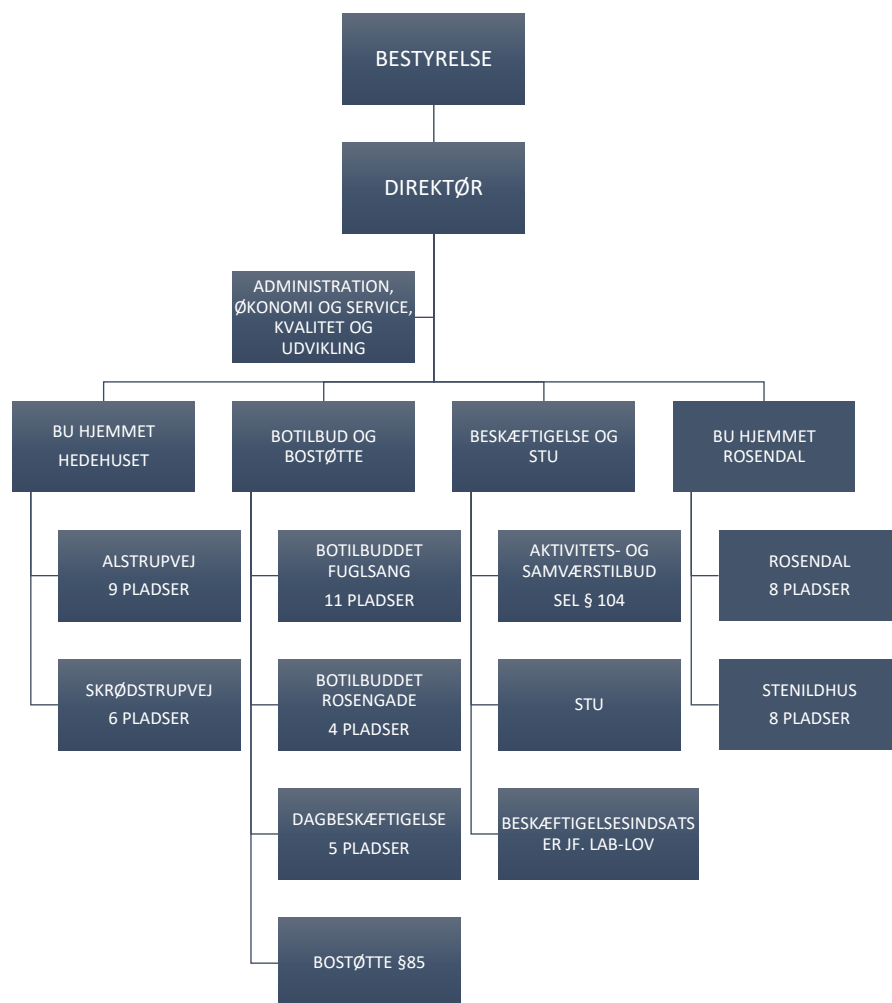 BESTYRELSE
DIREKTØR
ADMINISTRATION,
ØKONOMI OG SERVICE,
KVALITET OG
UDVIKLING
BU HJEMMET
HEDEHUSET
ALSTRUPVEJ
9 PLADSER
SKRØDSTRUPVEJ
6 PLADSER
BOTILBUD OG
BOSTØTTE
BOTILBUDDET
FUGLSANG
11 PLADSER
BOTILBUDDET
ROSENGADE
4 PLADSER
DAGBESKÆFTIGELSE
5 PLADSER
BOSTØTTE §85
BESKÆFTIGELSE OG
STU
AKTIVITETS- OG
SAMVÆRSTILBUD
SEL § 104
STU
BESKÆFTIGELSESINDSATS
ER JF. LAB-LOV
BU HJEMMET
ROSENDAL
ROSENDAL
8 PLADSER
STENILDHUS
8 PLADSER